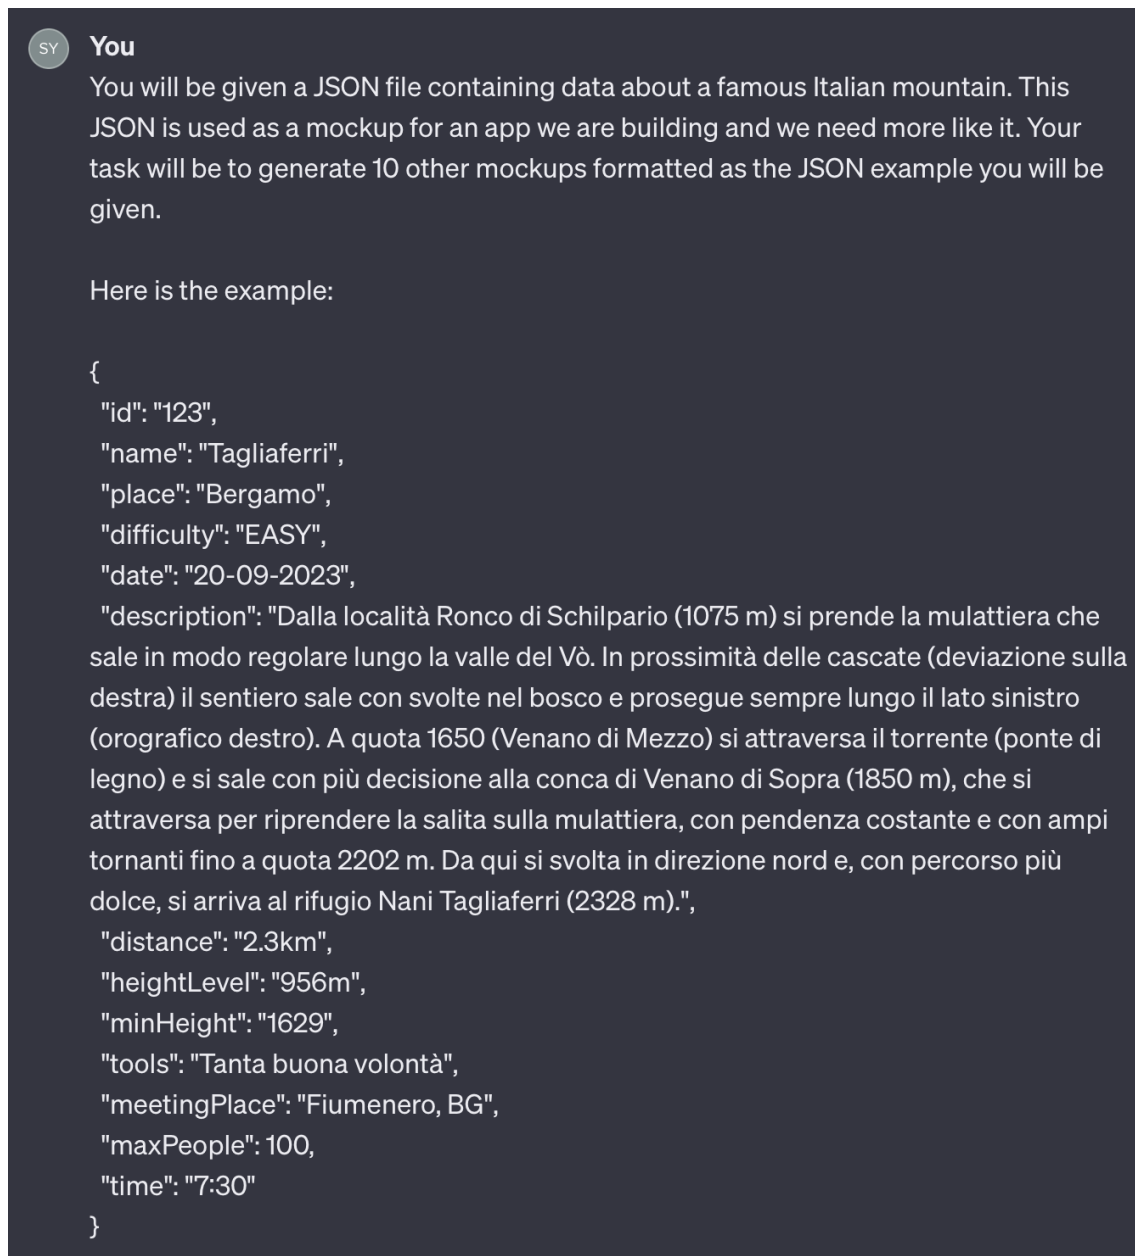 SY
You
You will be given a JSON file containing data about a famous Italian mountain. This
JSON is used as a mockup for an app we are building and we need more like it. Your
task will be to generate 10 other mockups formatted as the JSON example you will be
given.
Here is the example:
{
"id": "123",
"name": "Tagliaferri",
"place": "Bergamo",
"difficulty": "EASY",
"date": "20-09-2023",
"description": "Dalla località Ronco di Schilpario (1075 m) si prende la mulattiera che
sale in modo regolare lungo la valle del Vò. In prossimità delle cascate (deviazione sulla
destra) il sentiero sale con svolte nel bosco e prosegue sempre lungo il lato sinistro
(orografico destro). A quota 1650 (Venano di Mezzo) si attraversa il torrente (ponte di
legno) e si sale con più decisione alla conca di Venano di Sopra (1850 m), che si
attraversa per riprendere la salita sulla mulattiera, con pendenza costante e con ampi
tornanti fino a quota 2202 m. Da qui si svolta in direzione nord e, con percorso più
dolce, si arriva al rifugio Nani Tagliaferri (2328 m).",
"distance": "2.3km",
"heightLevel": "956m",
"minHeight": "1629",
"tools": "Tanta buona volontà",
"meetingPlace": "Fiumenero, BG",
"maxPeople": 100,
"time": "7:30"
}